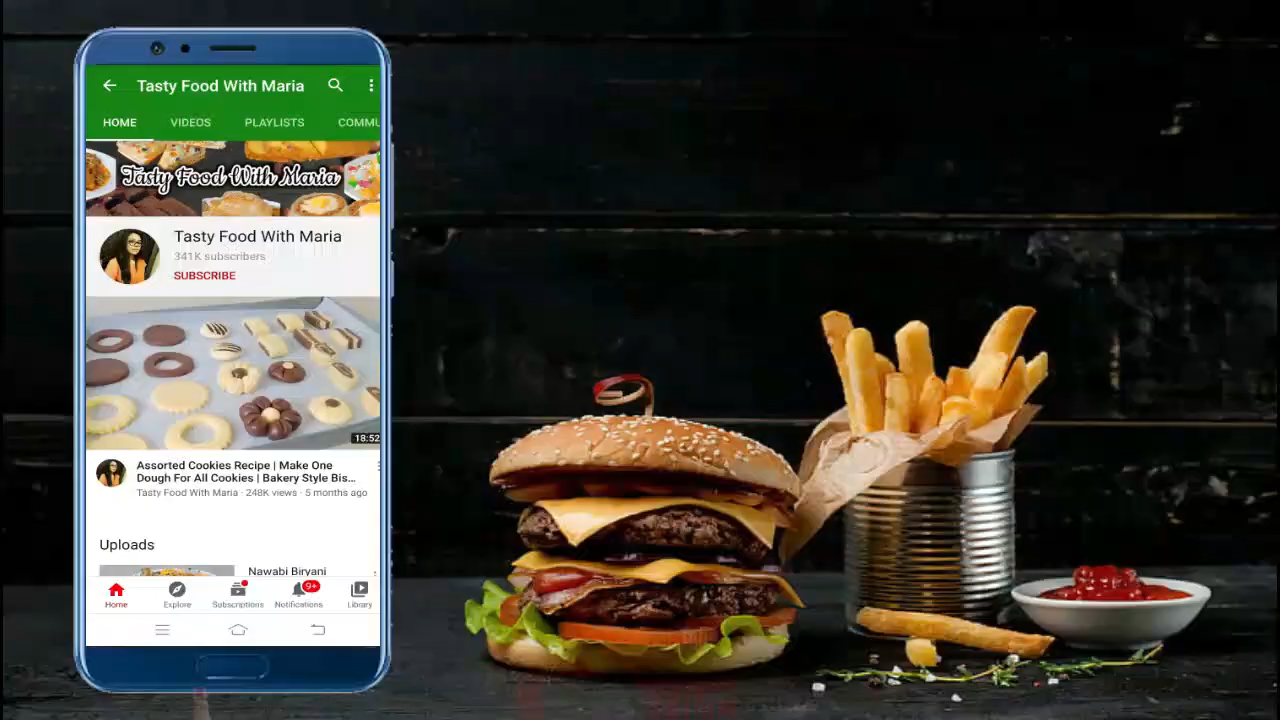 Tasty Food With Maria
HOME VIDEOS PLAYLISTS COMMU
Tasty Food With Maria
Tasty Food With Maria
341K subscribers
SUBSCRIBE
18:52
Assorted Cookies Recipe | Make One
Dough For All Cookies | Bakery Style Bis...
Tasty Food With Maria · 248K views · 5 months ago
Uploads
Nawabi Biryani
9+
Home Explore Subscriptions Notifications Library